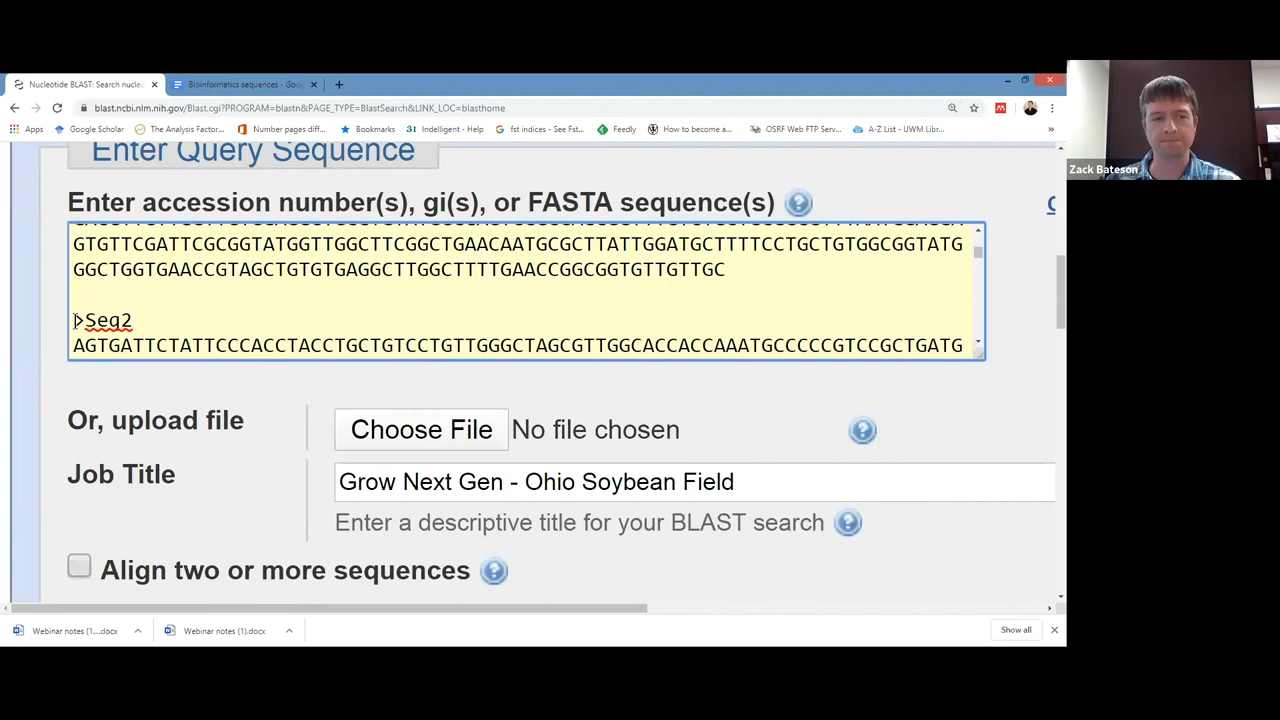 Nucleotide BLAST: Search nucle
Bioinformatics sequences - Goo
blast.ncbi.nlm.nih.gov/Blast.cgi?PROGRAM=blastn&PAGE_TYPE=BlastSearch&LINK_LOC=blasthome
Apps Google Scholar The Analysis Factor... Number pages diff... Bookmarks 31 Indelligent - Help fst indices - See Fst... Feedly How to become a... OSRF Web FTP Serv... A-Z List - UWM Libr... »
Zack Bateson
Enter Query Sequence
Enter accession number(s), gi(s), or FASTA sequence(s)
GTGTTCGATTCGCGGTATGGTTGGCTTCGGCTGAACAATGCGCTTATTGGATGCTTTTCCTGCTGTGGCGGTATG
GGCTGGTGAACCGTAGCTGTGTGAGGCTTGGCTTTTGAACCGGCGGTGTTGTTGC
>Seq2
AGTGATTCTATTCCCACCTACCTGCTGTCCTGTTGGGCTAGCGTTGGCACCACCAAATGCCCCCGTCCGCTGATG
Or, upload file Choose File No file chosen
Job Title Grow Next Gen - Ohio Soybean Field
Enter a descriptive title for your BLAST search
Align two or more sequences
Webinar notes (1....docx Webinar notes (1).docx Show all